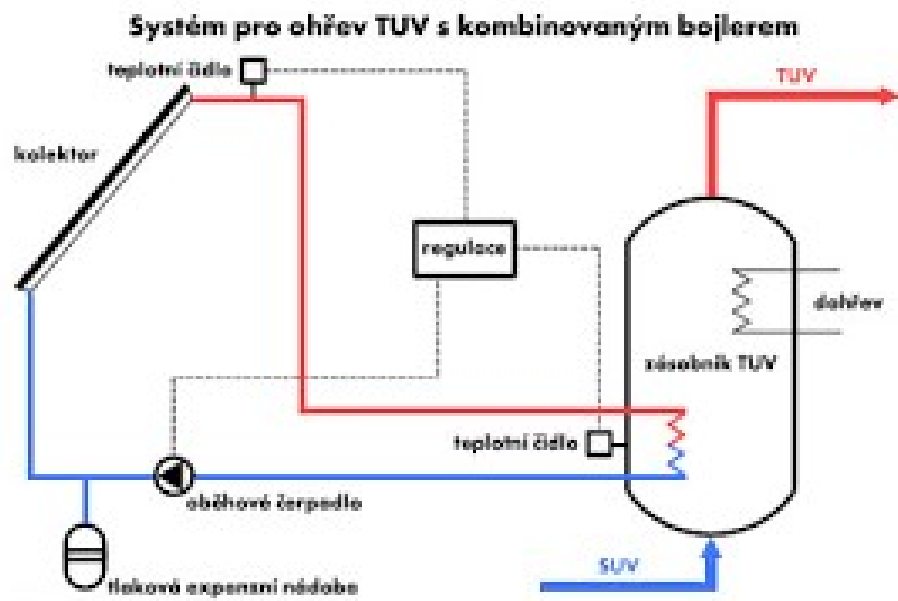 Systém pro ohřev TUV s kombinovaným bojlerem
teplotní čidlo
TUV
kolektor
regulace
dohřev
zásobník TUV
teplotní čidlo
oběhové čerpadlo
SUV
tlaková expanzní nádoba